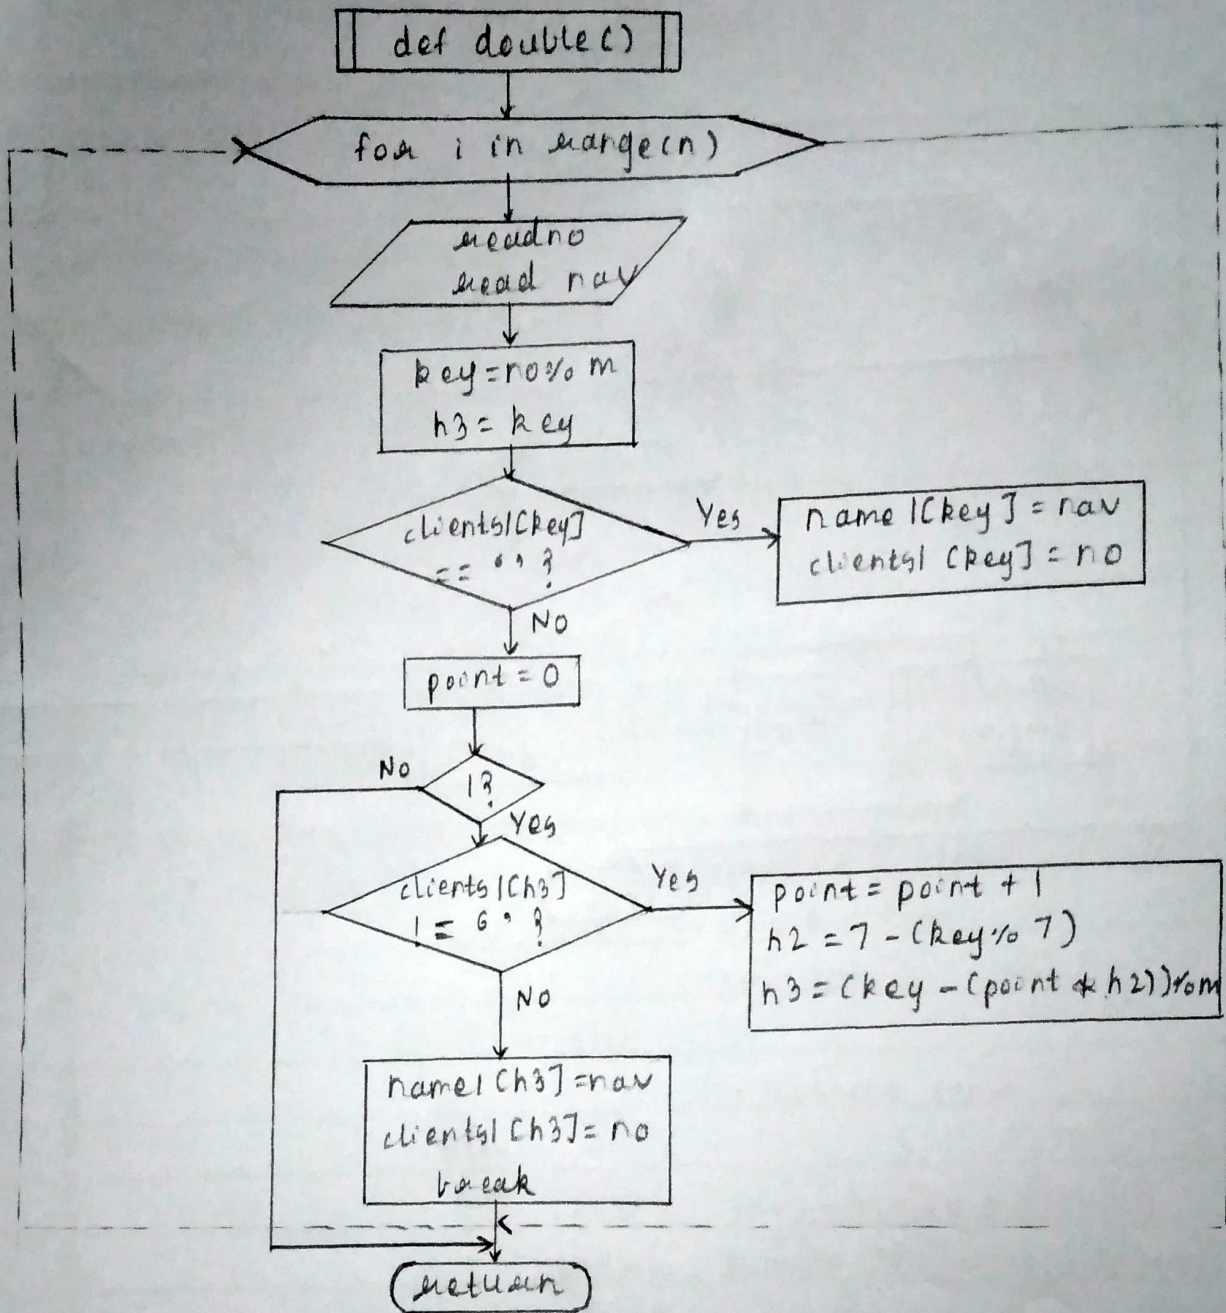 def double()
for i in range(n)
readno
read nav
key=no%m
h3=key
clients1[key]
== ‘’?
Yes
name1[key]=nav
clients1[key]=no
No
point=0
No
1?
Yes
clients1[h3]
!= ‘’?
Yes
point=point+1
h2=7-(key%7)
h3=(key-(point*h2))%m
NO
name1[h3]=nav
clients1[h3]=no
break
return